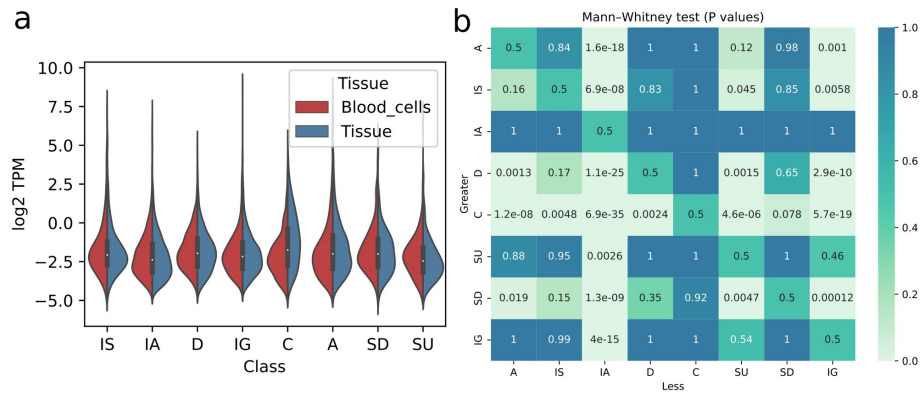 a
10.0
7.5
5.0
2.5
0.0
−2.5
−5.0
log2 TPM
Tissue
Blood_cells
Tissue
IS IA D IG C A SD SU
Class
b
Mann–Whitney test (P values)
Greater
A 0.5 0.84 1.6e-18 1 1 0.12 0.98 0.001
IS 0.16 0.5 6.9e-08 0.83 1 0.045 0.85 0.0058
IA 1 1 0.5 1 1 1 1 1
D 0.0013 0.17 1.1e-25 0.5 1 0.0015 0.65 2.9e-10
C 1.2e-08 0.0048 6.9e-35 0.0024 0.5 4.6e-06 0.078 5.7e-19
SU 0.88 0.95 0.0026 1 1 0.5 1 0.46
SD 0.019 0.15 1.3e-09 0.35 0.92 0.0047 0.5 0.00012
IG 1 0.99 4e-15 1 1 0.54 1 0.5
A IS IA D C SU SD IG
Less
1.0
0.8
0.6
0.4
0.2
0.0